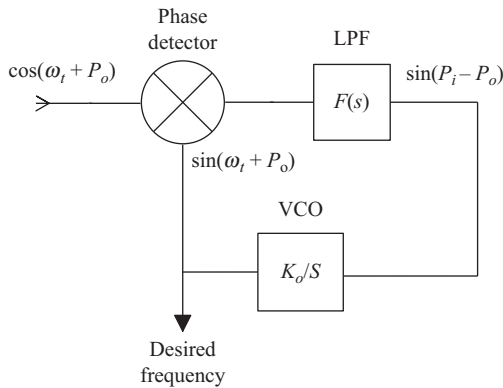 Phase
detector
LPF
cos(ω_t + P_o)
F(s)
sin(P_i – P_o)
sin(ω_t + P_o)
VCO
K_o/S
Desired
frequency